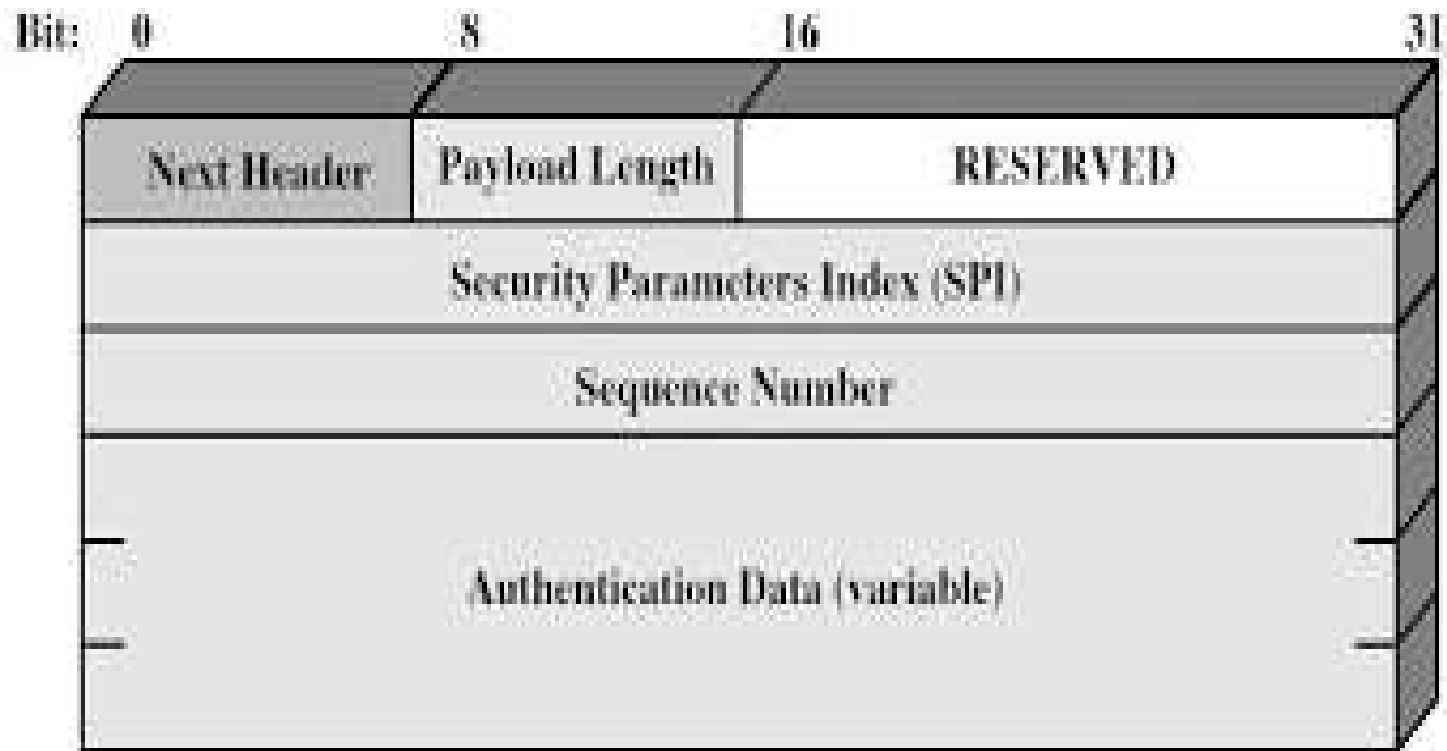 Bit: 0 8 16 31
Next Header Payload Length RESERVED
Security Parameters Index (SPI)
Sequence Number
Authentication Data (variable)